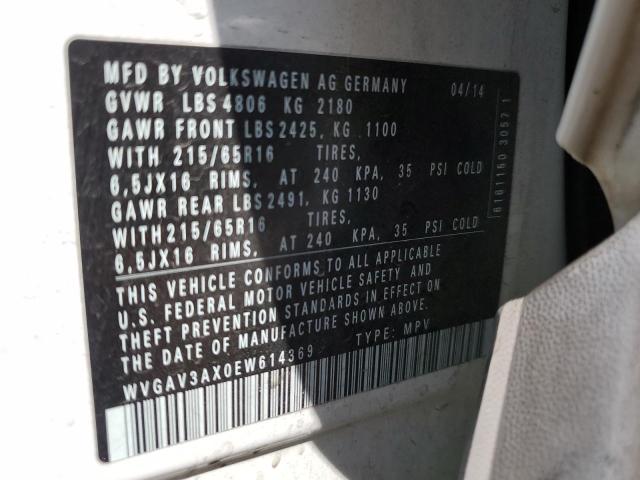 MFD BY VOLKSWAGEN AG GERMANY 04/14
GVWR LBS 4806 KG 2180
GAWR FRONT LBS 2425, KG 1100
WITH 215/65R16 TIRES,
6,5JX16 RIMS, AT 240 KPA, 35 PSI COLD
GAWR REAR LBS 2491, KG 1130
WITH215/65R16 TIRES,
6,5JX16 RIMS, AT 240 KPA, 35 PSI COLD
THIS VEHICLE CONFORMS TO ALL APPLICABLE
U.S. FEDERAL MOTOR VEHICLE SAFETY AND
THEFT PREVENTION STANDARDS IN EFFECT ON
THE DATE OF MANUFACTURE SHOWN ABOVE.
WVGAV3AX0EW614369 TYPE: MPV
6161150 30521